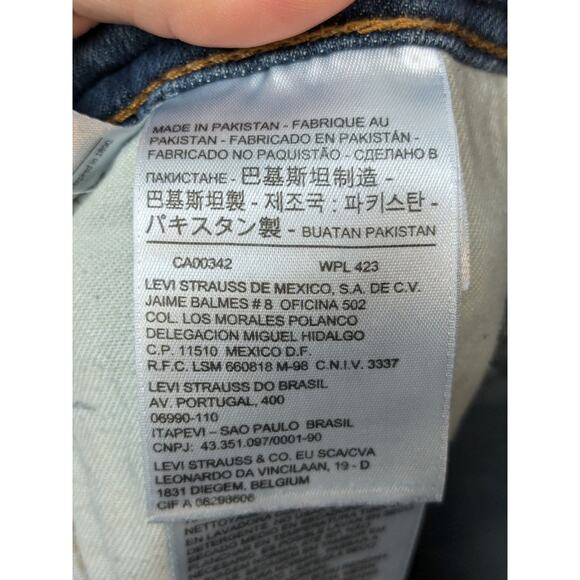 MADE IN PAKISTAN - FABRIQUE AU
PAKISTAN - FABRICADO EN PAKISTÁN -
FABRICADO NO PAQUISTÃO - СДЕЛАНО В
ПАКИСТАНЕ - 巴基斯坦制造 -
巴基斯坦製 - 제조국 : 파키스탄 -
パキスタン製 - BUATAN PAKISTAN
CA00342 WPL 423
LEVI STRAUSS DE MEXICO, S.A. DE C.V.
JAIME BALMES # 8 OFICINA 502
COL. LOS MORALES POLANCO
DELEGACION MIGUEL HIDALGO
C.P. 11510 MEXICO D.F.
R.F.C. LSM 660818 M-98 C.N.I.V. 3337
LEVI STRAUSS DO BRASIL
AV. PORTUGAL, 400
06990-110
ITAPEVI – SAO PAULO BRASIL
CNPJ: 43.351.097/0001-90
LEVI STRAUSS & CO. EU SCA/CVA
LEONARDO DA VINCILAAN, 19 - D
1831 DIEGEM, BELGIUM
CIF A 08298606